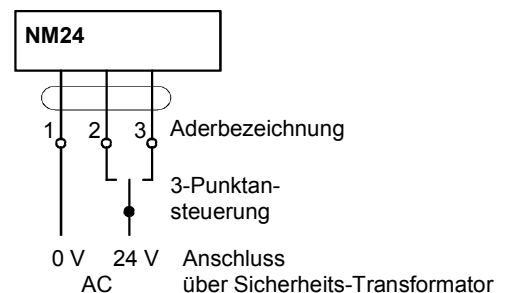 NM24
1 2 3 Aderbezeichnung
3-Punktan-
steuerung
0 V 24 V Anschluss
AC über Sicherheits-Transformator